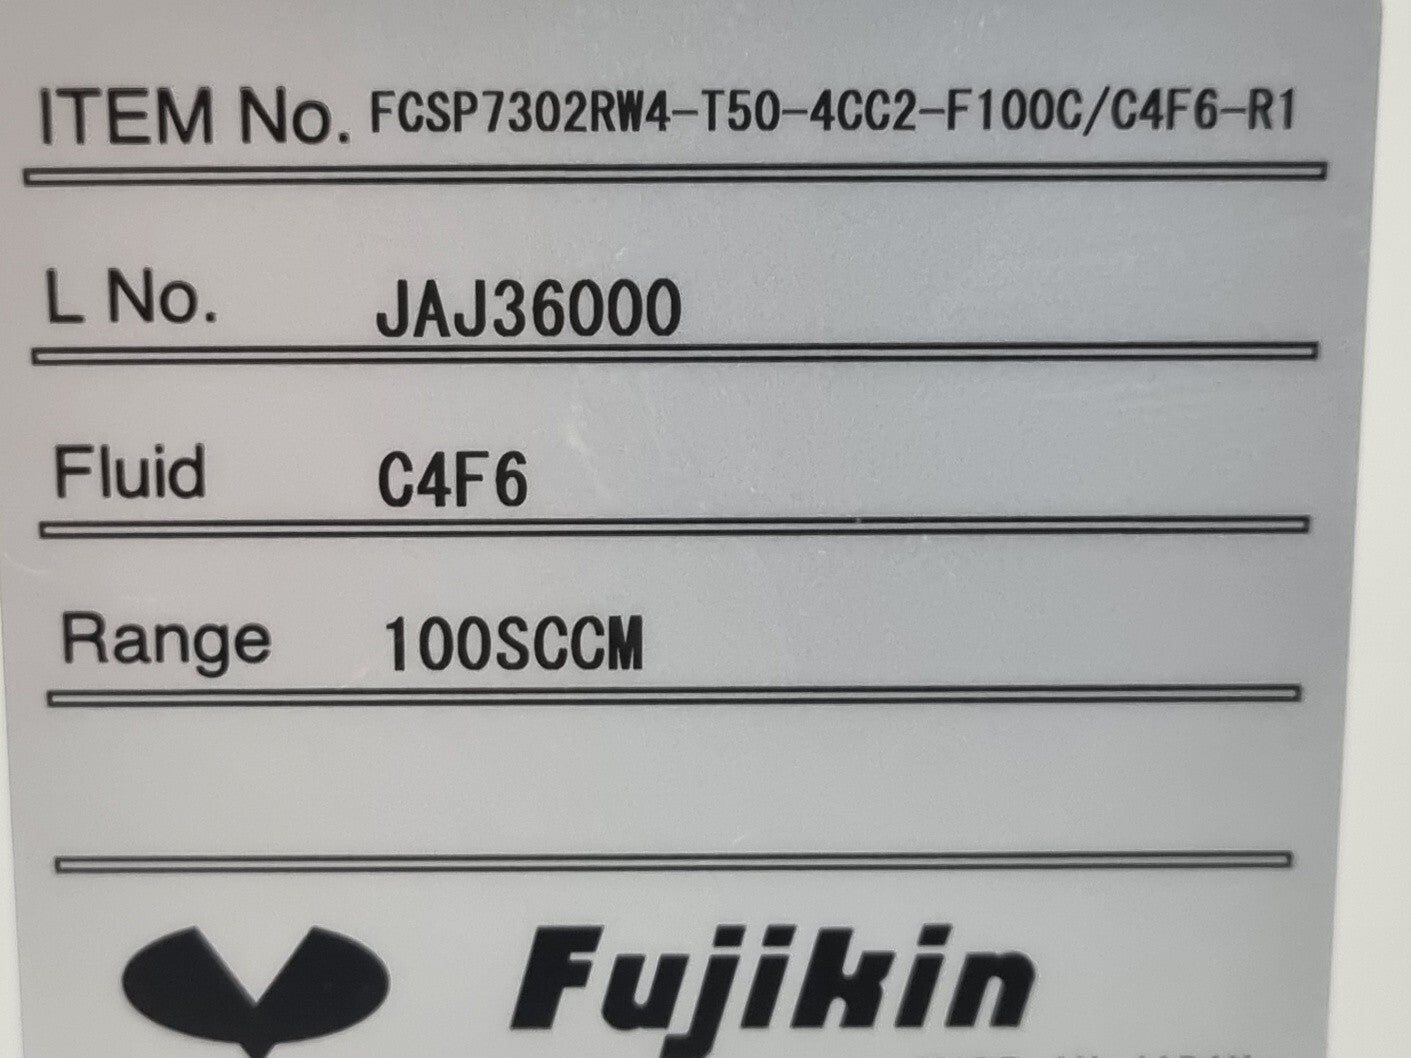 ITEM No. FCSP7302RW4-T50-4CC2-F100C/C4F6-R1
L No. JAJ36000
Fluid C4F6
Range 100SCCM
Fujikin